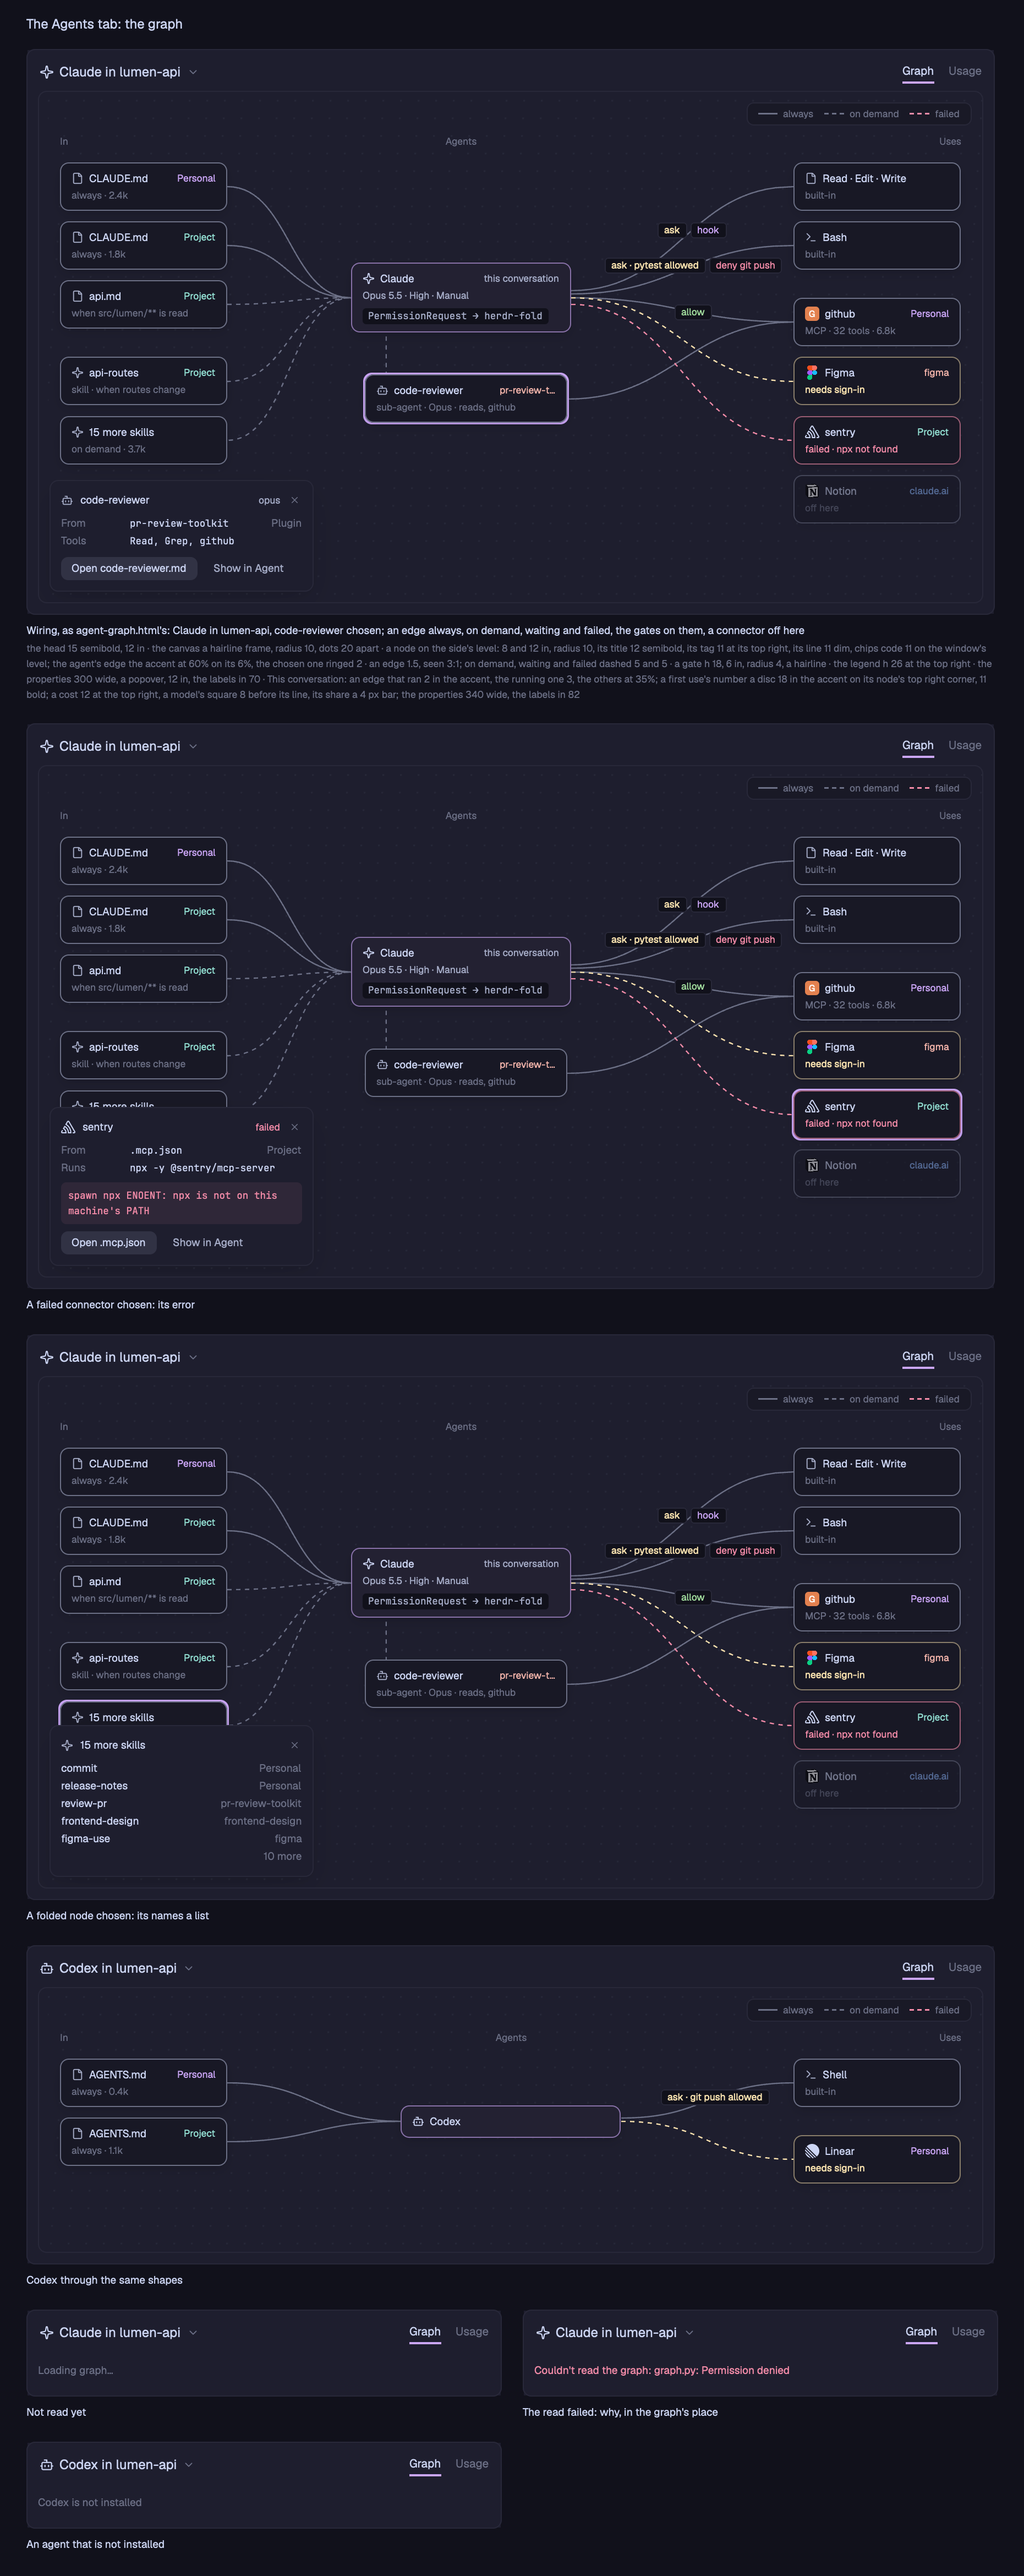 The Agents tab: the graph
Claude in lumen-api
Graph Usage
always on demand failed
In Agents Uses
CLAUDE.md Personal
always · 2.4k
CLAUDE.md Project
always · 1.8k
api.md Project
when src/lumen/** is read
api-routes Project
skill · when routes change
15 more skills
on demand · 3.7k
Claude this conversation
Opus 5.5 · High · Manual
PermissionRequest → herdr-fold
code-reviewer pr-review-t…
sub-agent · Opus · reads, github
ask hook
ask · pytest allowed deny git push
allow
Read · Edit · Write
built-in
Bash
built-in
github Personal
MCP · 32 tools · 6.8k
Figma figma
needs sign-in
sentry Project
failed · npx not found
Notion claude.ai
off here
code-reviewer opus
From pr-review-toolkit Plugin
Tools Read, Grep, github
Open code-reviewer.md Show in Agent
Wiring, as agent-graph.html's: Claude in lumen-api, code-reviewer chosen; an edge always, on demand, waiting and failed, the gates on them, a connector off here
the head 15 semibold, 12 in · the canvas a hairline frame, radius 10, dots 20 apart · a node on the side's level: 8 and 12 in, radius 10, its title 12 semibold, its tag 11 at its top right, its line 11 dim, chips code 11 on the window's
level; the agent's edge the accent at 60% on its 6%, the chosen one ringed 2 · an edge 1.5, seen 3:1; on demand, waiting and failed dashed 5 and 5 · a gate h 18, 6 in, radius 4, a hairline · the legend h 26 at the top right · the
properties 300 wide, a popover, 12 in, the labels in 70 · This conversation: an edge that ran 2 in the accent, the running one 3, the others at 35%; a first use's number a disc 18 in the accent on its node's top right corner, 11
bold; a cost 12 at the top right, a model's square 8 before its line, its share a 4 px bar; the properties 340 wide, the labels in 82
Claude in lumen-api
Graph Usage
always on demand failed
In Agents Uses
CLAUDE.md Personal
always · 2.4k
CLAUDE.md Project
always · 1.8k
api.md Project
when src/lumen/** is read
api-routes Project
skill · when routes change
15 more skills
Claude this conversation
Opus 5.5 · High · Manual
PermissionRequest → herdr-fold
code-reviewer pr-review-t…
sub-agent · Opus · reads, github
ask hook
ask · pytest allowed deny git push
allow
Read · Edit · Write
built-in
Bash
built-in
github Personal
MCP · 32 tools · 6.8k
Figma figma
needs sign-in
sentry Project
failed · npx not found
Notion claude.ai
off here
sentry failed
From .mcp.json Project
Runs npx -y @sentry/mcp-server
spawn npx ENOENT: npx is not on this
machine's PATH
Open .mcp.json Show in Agent
A failed connector chosen: its error
Claude in lumen-api
Graph Usage
always on demand failed
In Agents Uses
CLAUDE.md Personal
always · 2.4k
CLAUDE.md Project
always · 1.8k
api.md Project
when src/lumen/** is read
api-routes Project
skill · when routes change
15 more skills
Claude this conversation
Opus 5.5 · High · Manual
PermissionRequest → herdr-fold
code-reviewer pr-review-t…
sub-agent · Opus · reads, github
ask hook
ask · pytest allowed deny git push
allow
Read · Edit · Write
built-in
Bash
built-in
github Personal
MCP · 32 tools · 6.8k
Figma figma
needs sign-in
sentry Project
failed · npx not found
Notion claude.ai
off here
15 more skills
commit Personal
release-notes Personal
review-pr pr-review-toolkit
frontend-design frontend-design
figma-use figma
10 more
A folded node chosen: its names a list
Codex in lumen-api
Graph Usage
always on demand failed
In Agents Uses
AGENTS.md Personal
always · 0.4k
AGENTS.md Project
always · 1.1k
Codex
ask · git push allowed
Shell
built-in
Linear Personal
needs sign-in
Codex through the same shapes
Claude in lumen-api
Graph Usage
Loading graph…
Not read yet
Claude in lumen-api
Graph Usage
Couldn't read the graph: graph.py: Permission denied
The read failed: why, in the graph's place
Codex in lumen-api
Graph Usage
Codex is not installed
An agent that is not installed